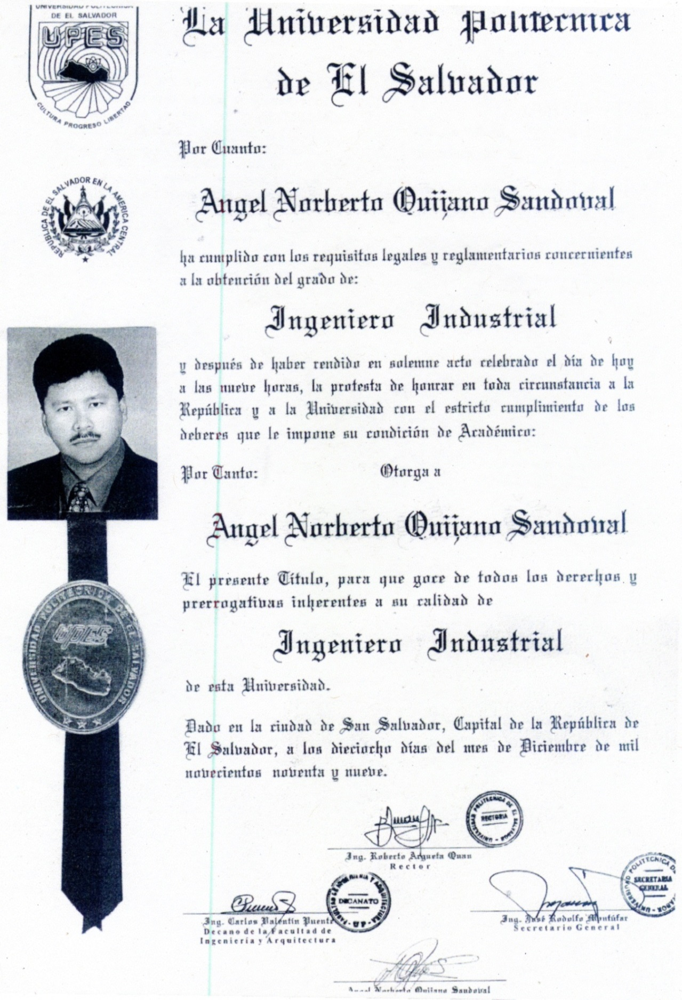 UNIVERSIDAD POLITECNICA
DE EL SALVADOR
UPES
CULTURA PROGRESO LIBERTAD
La Universidad Politecnica
de El Salvador
Por Cuanto:
REPUBLICA DE EL SALVADOR EN LA AMERICA CENTRAL
Angel Norberto Quijano Sandoval
ha cumplido con los requisitos legales y reglamentarios concernientes
a la obtención del grado de:
Ingeniero Industrial
y después de haber rendido en solemne acto celebrado el día de hoy
a las nueve horas, la protesta de honrar en toda circunstancia a la
República y a la Universidad con el estricto cumplimiento de los
deberes que le impone su condición de Académico:
Por Tanto: Otorga a
Angel Norberto Quijano Sandoval
El presente Título, para que goce de todos los derechos y
prerrogativas inherentes a su calidad de
Ingeniero Industrial
de esta Universidad.
UNIVERSIDAD POLITECNICA DE EL SALVADOR
UPES
Dado en la ciudad de San Salvador, Capital de la República de
El Salvador, a los dieciocho días del mes de Diciembre de mil
novecientos noventa y nueve.
UNIVERSIDAD POLITECNICA DE EL SALVADOR
RECTORIA
Ing. Roberto Argueta Quan
Rector
FACULTAD DE INGENIERIA Y ARQUITECTURA
DECANATO
Ing. Carlos Valentín Puente
Decano de la Facultad de
Ingeniería y Arquitectura
UNIVERSIDAD POLITECNICA DE
SECRETARIA
GENERAL
Ing. José Rodolfo Montúfar
Secretario General
Angel Norberto Quijano Sandoval